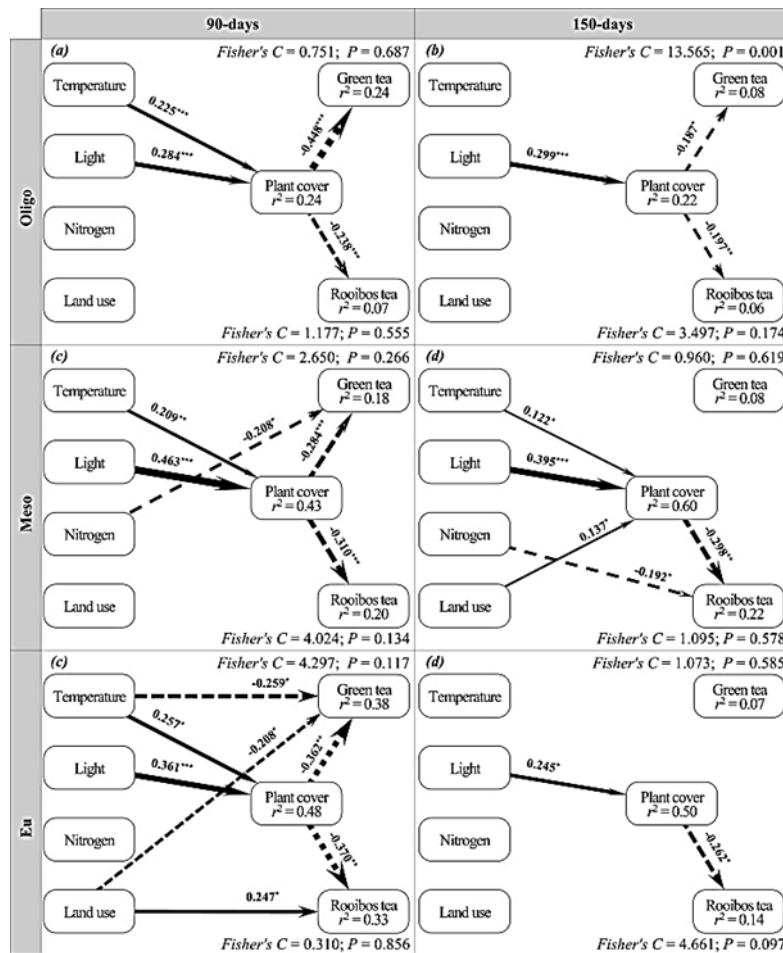 90-days
150-days
Oligo
(a)
Fisher's C = 0.751; P = 0.687
Temperature
Green tea
r² = 0.24
0.225***
-0.448***
Light
0.284***
Plant cover
r² = 0.24
Nitrogen
-0.238***
Land use
Rooibos tea
r² = 0.07
Fisher's C = 1.177; P = 0.555
(b)
Fisher's C = 13.565; P = 0.001
Temperature
Green tea
r² = 0.08
-0.187*
Light
0.299***
Plant cover
r² = 0.22
Nitrogen
-0.197**
Land use
Rooibos tea
r² = 0.06
Fisher's C = 3.497; P = 0.174
Meso
(c)
Fisher's C = 2.650; P = 0.266
Temperature
Green tea
r² = 0.18
0.209**
-0.208*
-0.284***
Light
0.463***
Plant cover
r² = 0.43
Nitrogen
-0.310***
Land use
Rooibos tea
r² = 0.20
Fisher's C = 4.024; P = 0.134
(d)
Fisher's C = 0.960; P = 0.619
Temperature
Green tea
r² = 0.08
0.122*
Light
0.395***
Plant cover
r² = 0.60
Nitrogen
0.137*
-0.298**
-0.192*
Land use
Rooibos tea
r² = 0.22
Fisher's C = 1.095; P = 0.578
Eu
(c)
Fisher's C = 4.297; P = 0.117
Temperature
-0.259*
Green tea
r² = 0.38
0.257*
-0.208*
-0.362**
Light
0.361***
Plant cover
r² = 0.48
Nitrogen
-0.370**
Land use
0.247*
Rooibos tea
r² = 0.33
Fisher's C = 0.310; P = 0.856
(d)
Fisher's C = 1.073; P = 0.585
Temperature
Green tea
r² = 0.07
Light
0.245*
Plant cover
r² = 0.50
Nitrogen
-0.262*
Land use
Rooibos tea
r² = 0.14
Fisher's C = 4.661; P = 0.097